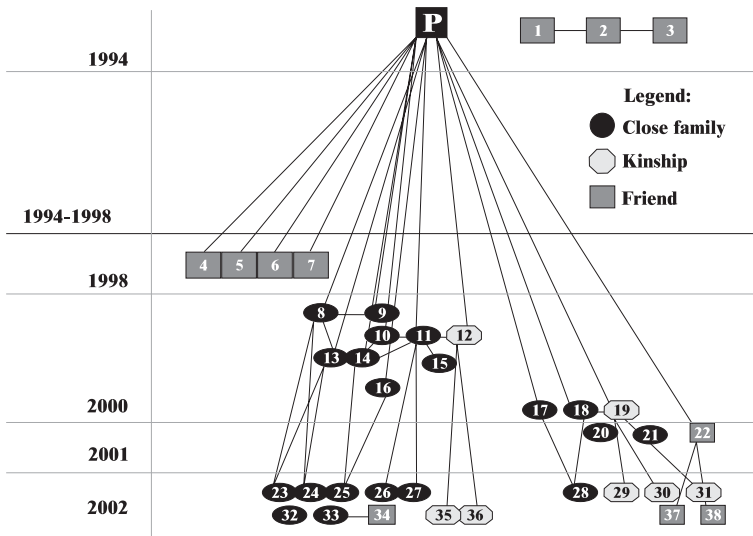 P
1 2 3
1994
Legend:
Close family
Kinship
Friend
1994-1998
4 5 6 7
1998
8 9
10 11 12
13 14
15
16
2000
17 18 19
20 21 22
2001
23 24 25 26 27 28 29 30 31
2002
32 33 34 35 36 37 38